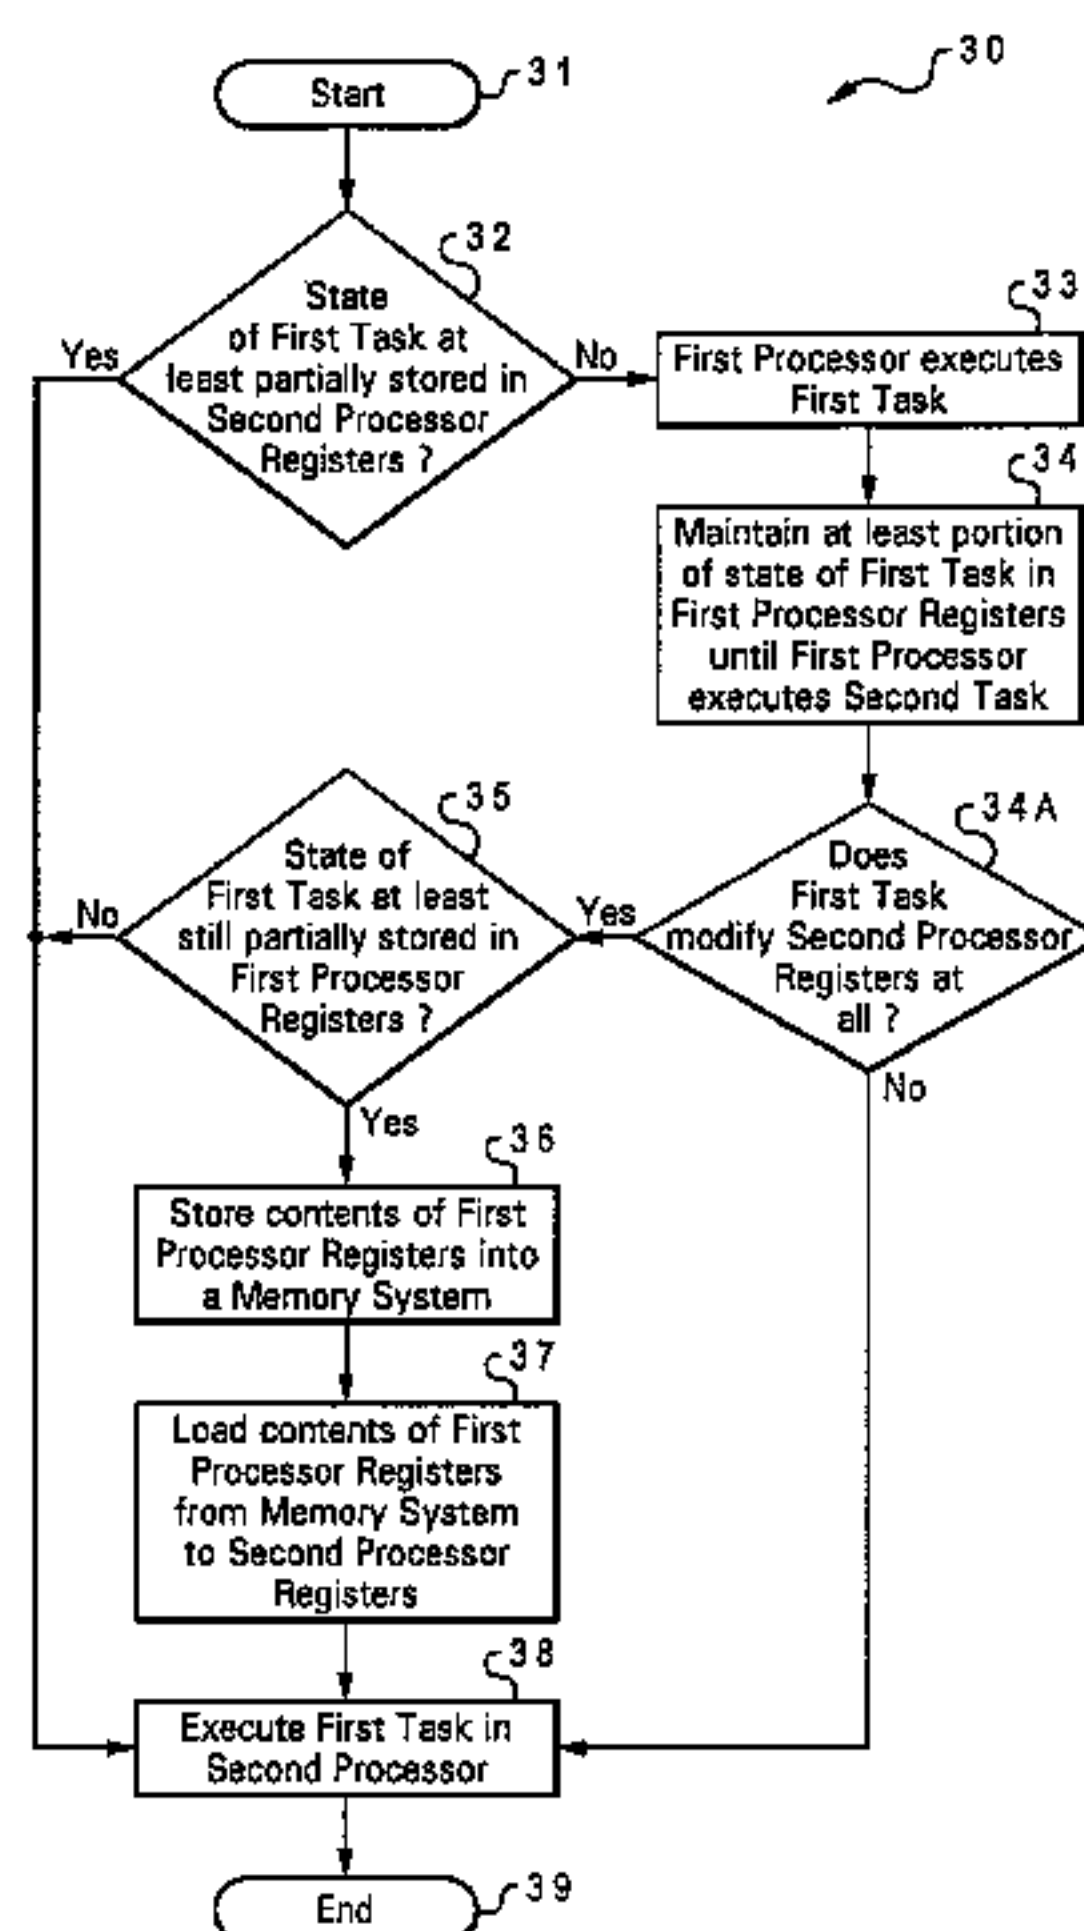 30
Start
31
32
State
of First Task at
least partially stored in
Second Processor
Registers ?
Yes
No
33
First Processor executes
First Task
34
Maintain at least portion
of state of First Task in
First Processor Registers
until First Processor
executes Second Task
34A
Does
First Task
modify Second Processor
Registers at
all ?
Yes
No
35
State of
First Task at least
still partially stored in
First Processor
Registers ?
No
Yes
36
Store contents of First
Processor Registers into
a Memory System
37
Load contents of First
Processor Registers
from Memory System
to Second Processor
Registers
38
Execute First Task in
Second Processor
End
39